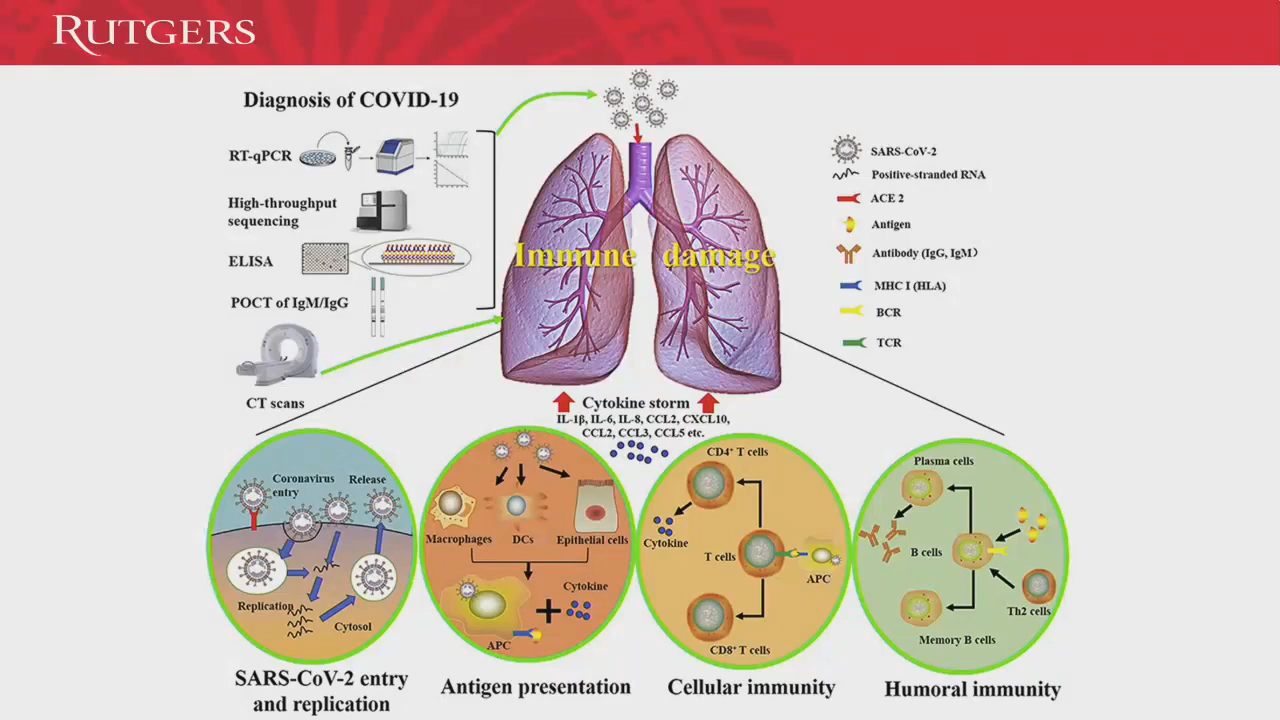 RUTGERS
Diagnosis of COVID-19
RT-qPCR
High-throughput
sequencing
ELISA
POCT of IgM/IgG
CT scans
Immune damage
SARS-CoV-2
Positive-stranded RNA
ACE 2
Antigen
Antibody (IgG, IgM)
MHC I (HLA)
BCR
TCR
Cytokine storm
IL-1β, IL-6, IL-8, CCL2, CXCL10,
CCL2, CCL3, CCL5 etc.
Coronavirus
entry
Release
Replication
Cytosol
SARS-CoV-2 entry
and replication
Macrophages
DCs
Epithelial cells
Cytokine
APC
Antigen presentation
CD4⁺ T cells
Cytokine
T cells
APC
CD8⁺ T cells
Cellular immunity
Plasma cells
B cells
Th2 cells
Memory B cells
Humoral immunity